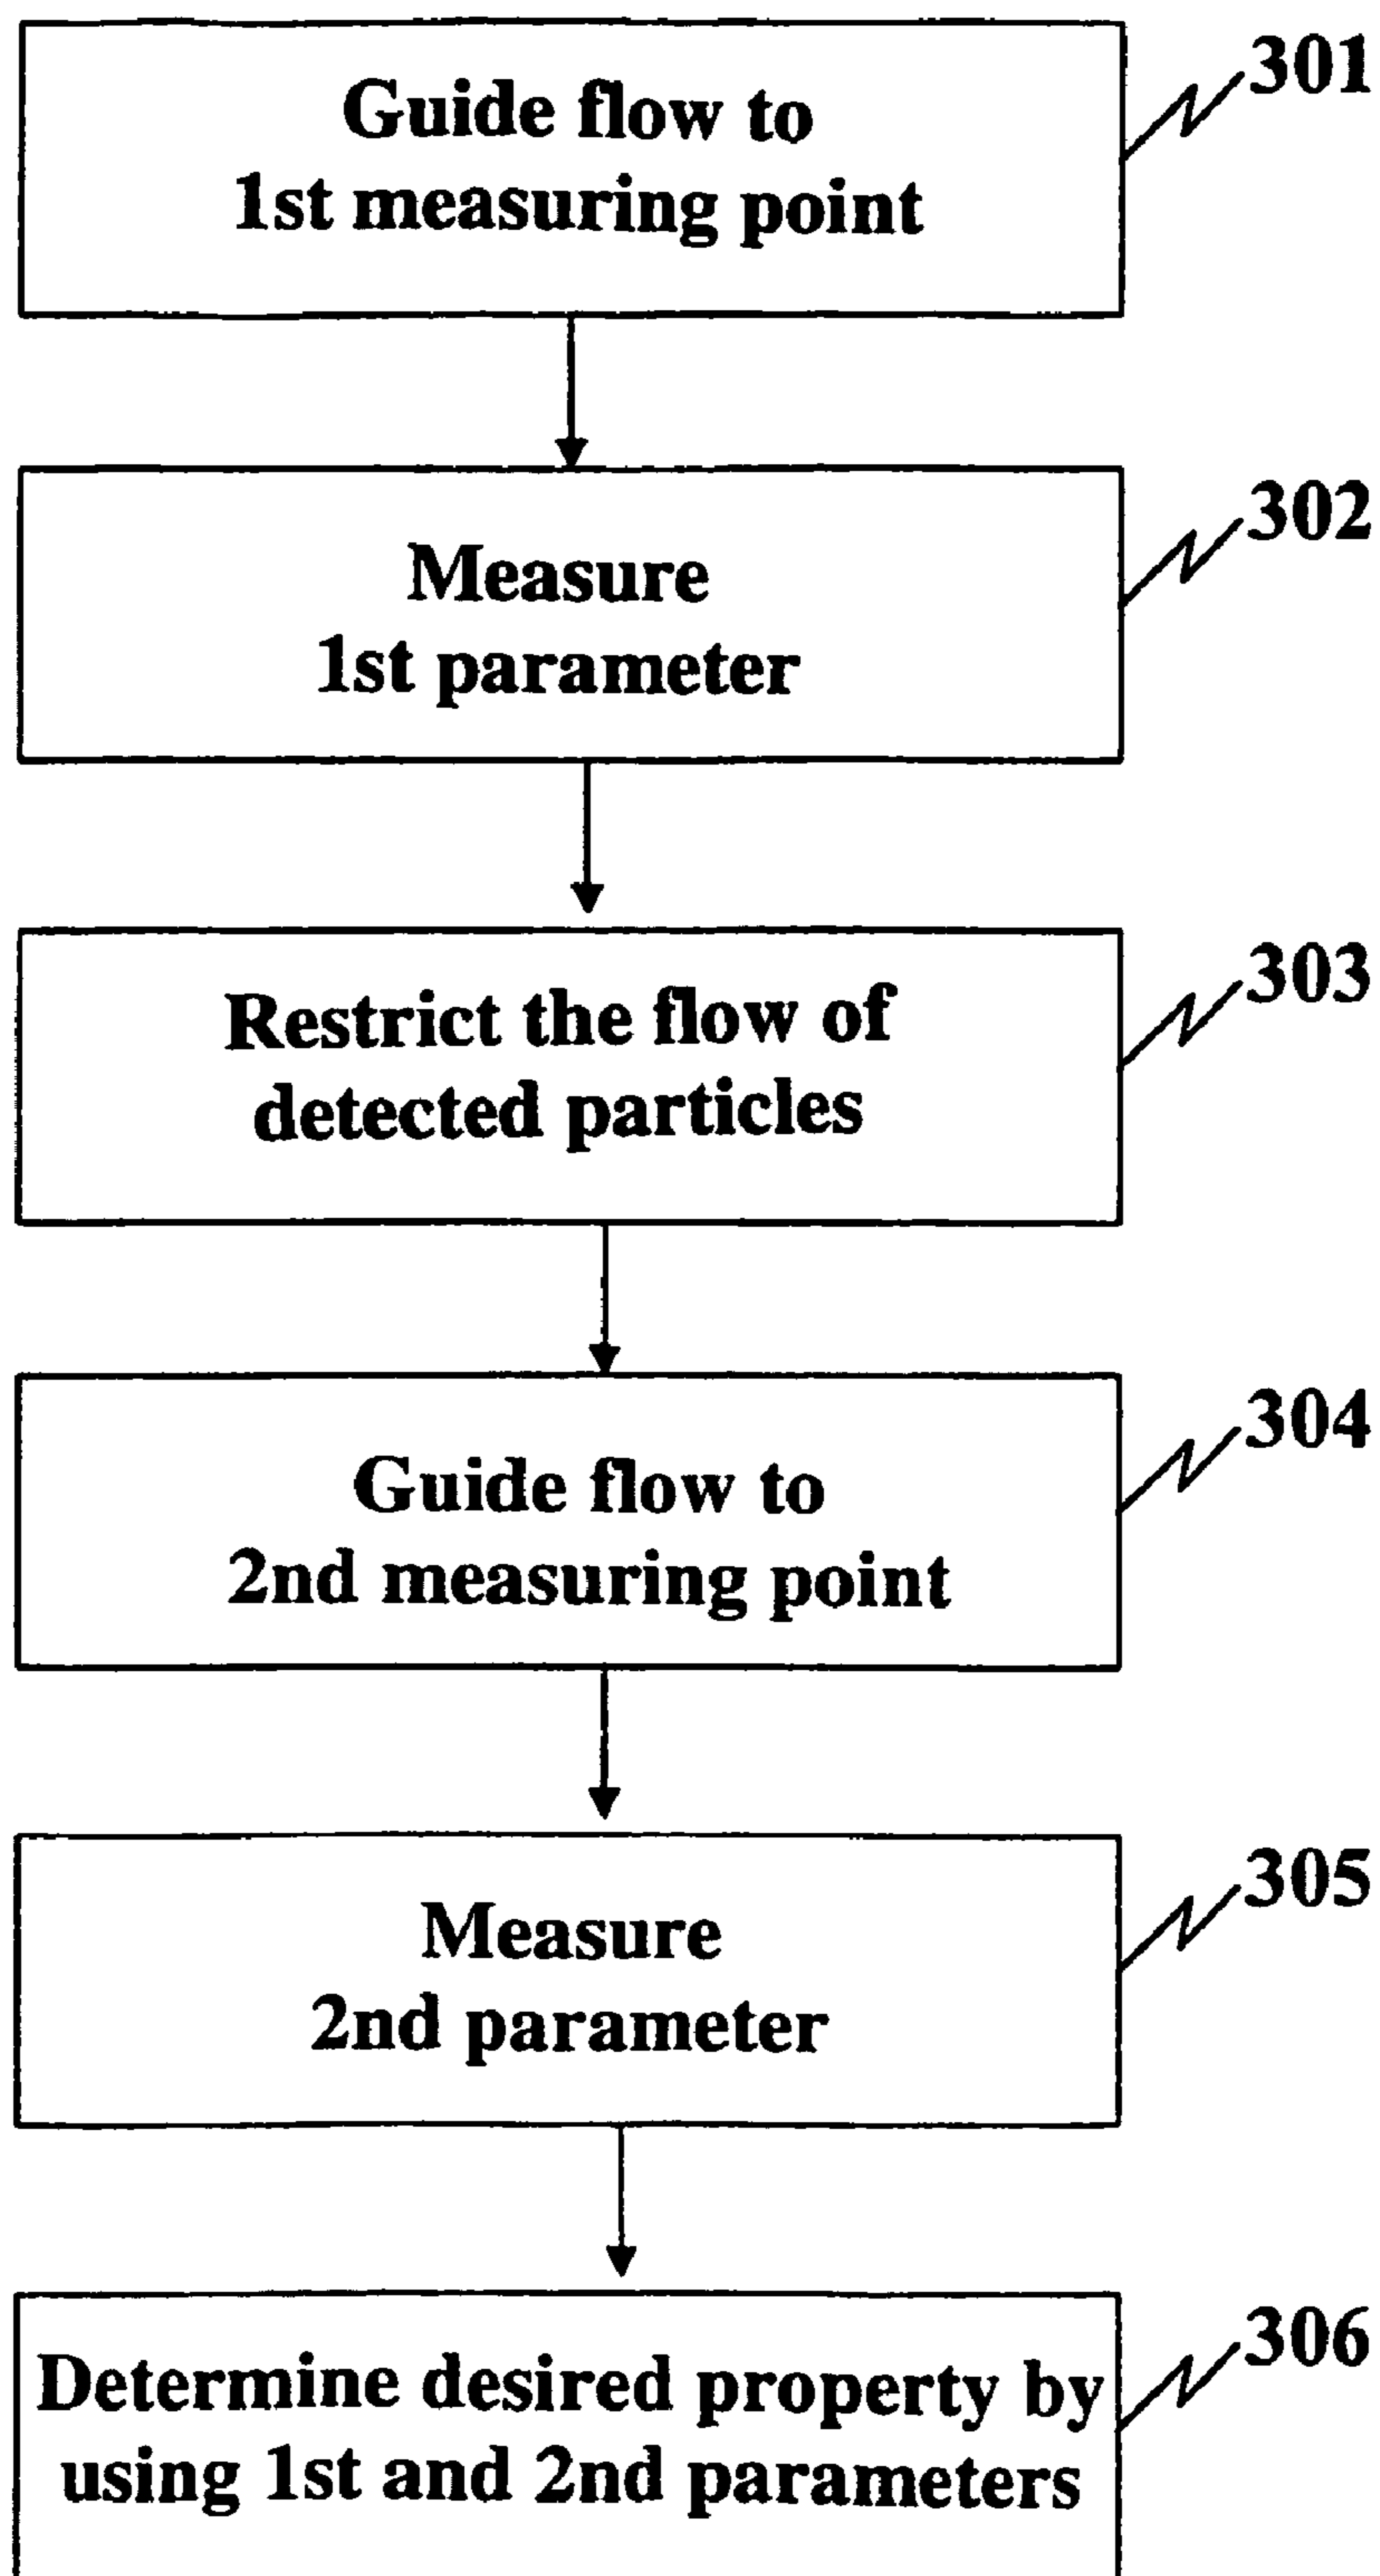 301
Guide flow to
1st measuring point
302
Measure
1st parameter
303
Restrict the flow of
detected particles
304
Guide flow to
2nd measuring point
305
Measure
2nd parameter
306
Determine desired property by
using 1st and 2nd parameters